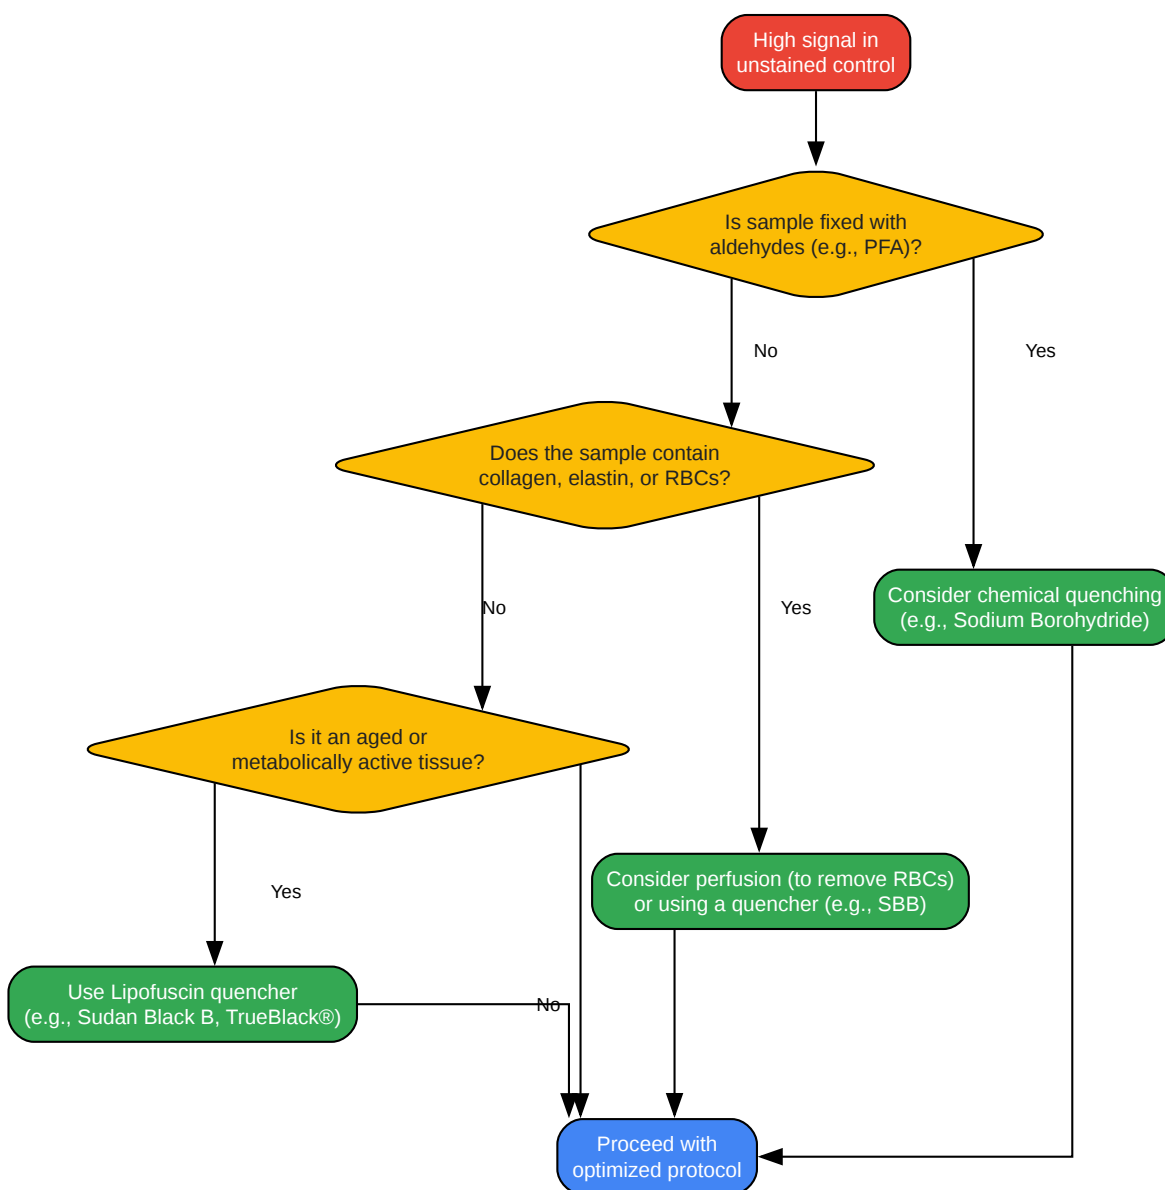 High signal in
unstained control
Is sample fixed with
aldehydes (e.g., PFA)?
No
Yes
Does the sample contain
collagen, elastin, or RBCs?
Consider chemical quenching
(e.g., Sodium Borohydride)
No
Yes
Is it an aged or
metabolically active tissue?
Consider perfusion (to remove RBCs)
or using a quencher (e.g., SBB)
Yes
Use Lipofuscin quencher
(e.g., Sudan Black B, TrueBlack®)
No
Proceed with
optimized protocol